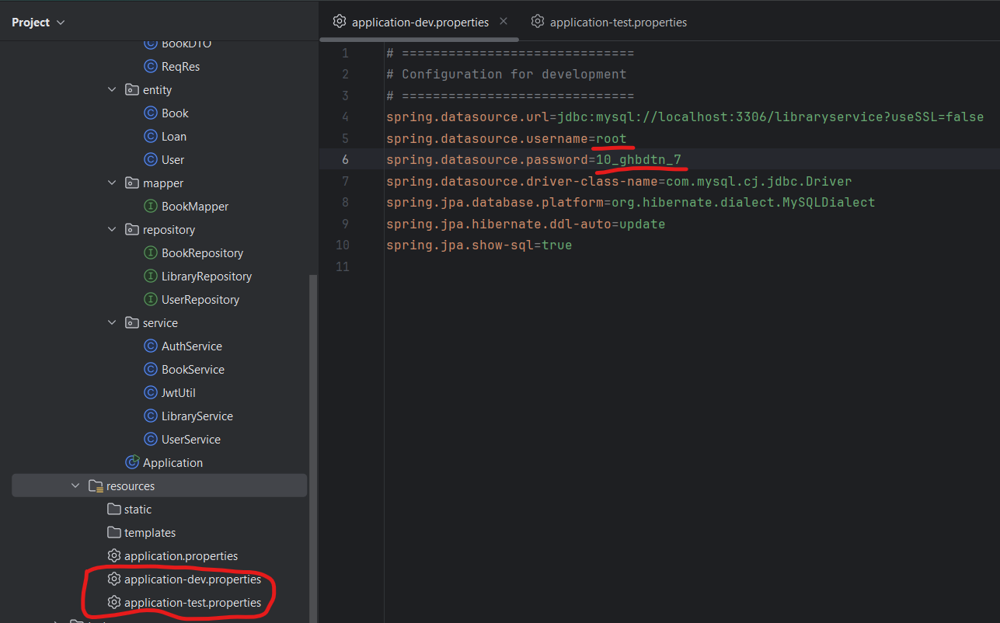 Project
BookDTO
ReqRes
entity
Book
Loan
User
mapper
BookMapper
repository
BookRepository
LibraryRepository
UserRepository
service
AuthService
BookService
JwtUtil
LibraryService
UserService
Application
resources
static
templates
application.properties
application-dev.properties
application-test.properties
application-dev.properties application-test.properties
1 # ==============================
2 # Configuration for development
3 # ==============================
4 spring.datasource.url=jdbc:mysql://localhost:3306/libraryservice?useSSL=false
5 spring.datasource.username=root
6 spring.datasource.password=10_ghbdtn_7
7 spring.datasource.driver-class-name=com.mysql.cj.jdbc.Driver
8 spring.jpa.database.platform=org.hibernate.dialect.MySQLDialect
9 spring.jpa.hibernate.ddl-auto=update
10 spring.jpa.show-sql=true
11